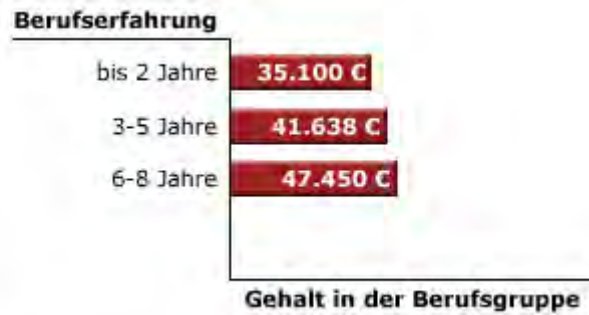 Berufserfahrung
bis 2 Jahre 35.100 €
3-5 Jahre 41.638 €
6-8 Jahre 47.450 €
Gehalt in der Berufsgruppe